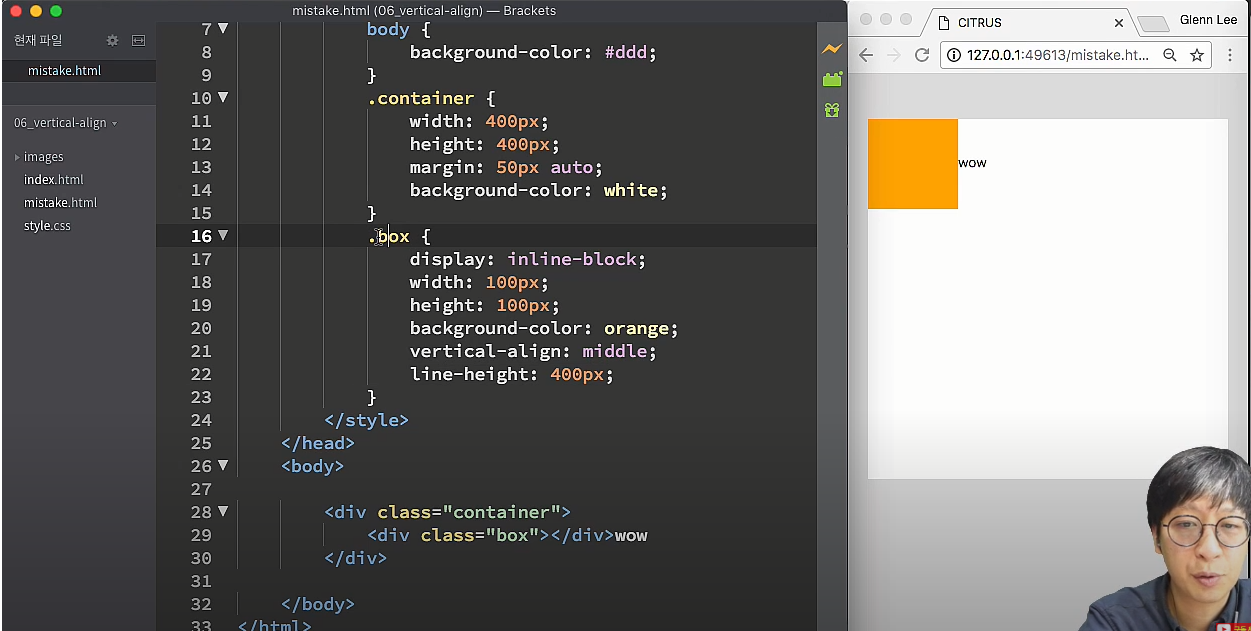 mistake.html (06_vertical-align) — Brackets
현재 파일
mistake.html
06_vertical-align
images
index.html
mistake.html
style.css
7 body {
8 background-color: #ddd;
9 }
10 .container {
11 width: 400px;
12 height: 400px;
13 margin: 50px auto;
14 background-color: white;
15 }
16 .box {
17 display: inline-block;
18 width: 100px;
19 height: 100px;
20 background-color: orange;
21 vertical-align: middle;
22 line-height: 400px;
23 }
24 </style>
25 </head>
26 <body>
27
28 <div class="container">
29 <div class="box"></div>wow
30 </div>
31
32 </body>
33 </html>
CITRUS
Glenn Lee
127.0.0.1:49613/mistake.ht...
wow